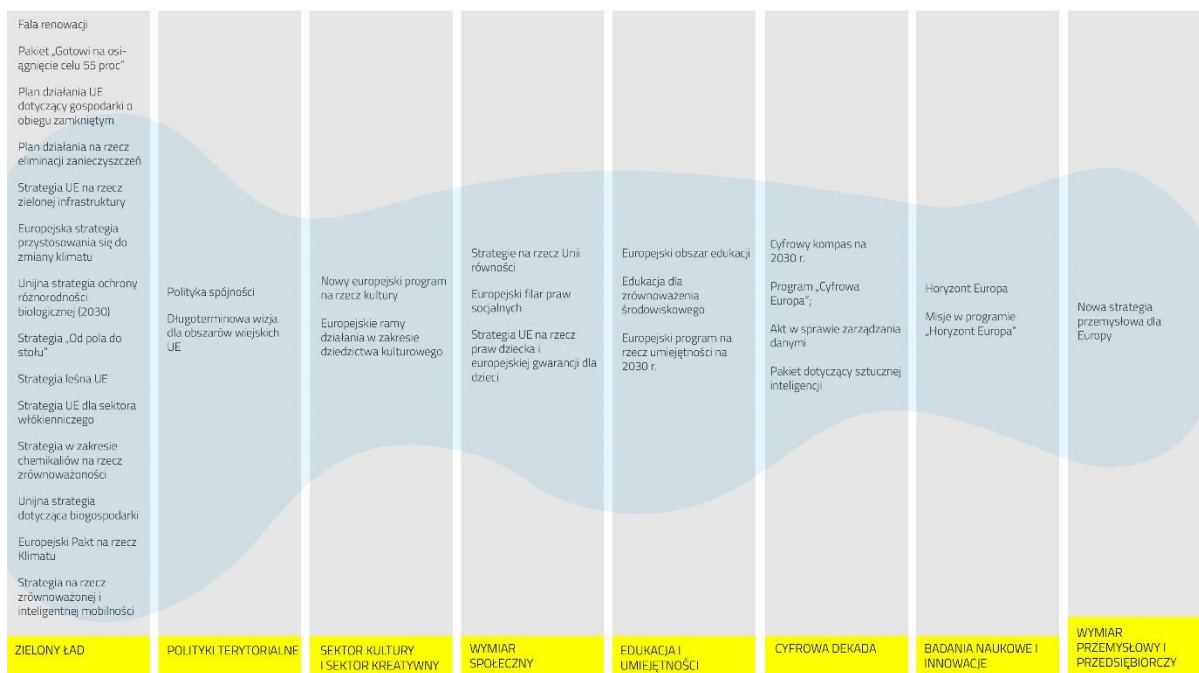 Fala renowacji
Pakiet „Gotowi na osi-
ągnięcie celu 55 proc”
Plan działania UE
dotyczący gospodarki o
obiegu zamkniętym
Plan działania na rzecz
eliminacji zanieczyszczeń
Strategia UE na rzecz
zielonej infrastruktury
Europejska strategia
przystosowania się do
zmiany klimatu
Unijna strategia ochrony
różnorodności
biologicznej (2030)
Strategia „Od pola do
stołu”
Strategia leśna UE
Strategia UE dla sektora
włókienniczego
Strategia w zakresie
chemikaliów na rzecz
zrównoważoności
Unijna strategia
dotycząca biogospodarki
Europejski Pakt na rzecz
Klimatu
Strategia na rzecz
zrównoważonej i
inteligentnej mobilności
ZIELONY ŁAD
Polityka spójności
Długoterminowa wizja
dla obszarów wiejskich
UE
POLITYKI TERYTORIALNE
Nowy europejski program
na rzecz kultury
Europejskie ramy
działania w zakresie
dziedzictwa kulturowego
SEKTOR KULTURY
I SEKTOR KREATYWNY
Strategie na rzecz Unii
równości
Europejski filar praw
socjalnych
Strategia UE na rzecz
praw dziecka i
europejskiej gwarancji dla
dzieci
WYMIAR
SPOŁECZNY
Europejski obszar edukacji
Edukacja dla
zrównoważenia
środowiskowego
Europejski program na
rzecz umiejętności na
2030 r.
EDUKACJA I
UMIEJĘTNOŚCI
Cyfrowy kompas na
2030 r.
Program „Cyfrowa
Europa”;
Akt w sprawie zarządzania
danymi
Pakiet dotyczący sztucznej
inteligencji
CYFROWA DEKADA
Horyzont Europa
Misje w programie
„Horyzont Europa”
BADANIA NAUKOWE I
INNOWACJE
Nowa strategia
przemysłowa dla
Europy
WYMIAR
PRZEMYSŁOWY I
PRZEDSIĘBIORCZY